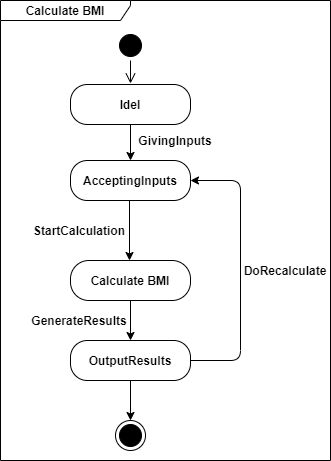 Calculate BMI
Idel
GivingInputs
AcceptingInputs
StartCalculation
DoRecalculate
Calculate BMI
GenerateResults
OutputResults